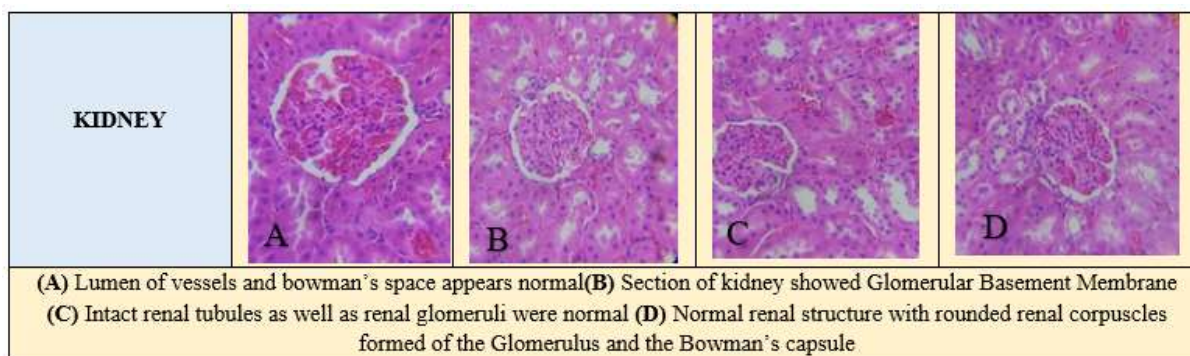 KIDNEY
A
B
C
D
(A) Lumen of vessels and bowman's space appears normal(B) Section of kidney showed Glomerular Basement Membrane
(C) Intact renal tubules as well as renal glomeruli were normal (D) Normal renal structure with rounded renal corpuscles
formed of the Glomerulus and the Bowman's capsule